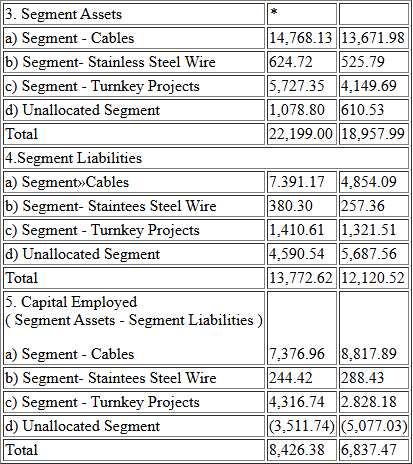 3. Segment Assets *
a) Segment - Cables 14,768.13 13,671.98
b) Segment- Stainless Steel Wire 624.72 525.79
c) Segment - Turnkey Projects 5,727.35 4,149.69
d) Unallocated Segment 1,078.80 610.53
Total 22,199.00 18,957.99
4.Segment Liabilities
a) Segment»Cables 7.391.17 4,854.09
b) Segment- Staintees Steel Wire 380.30 257.36
c) Segment - Turnkey Projects 1,410.61 1,321.51
d) Unallocated Segment 4,590.54 5,687.56
Total 13,772.62 12,120.52
5. Capital Employed
( Segment Assets - Segment Liabilities )
a) Segment - Cables 7,376.96 8,817.89
b) Segment- Staintees Steel Wire 244.42 288.43
c) Segment - Turnkey Projects 4,316.74 2.828.18
d) Unallocated Segment (3,511.74) (5,077.03)
Total 8,426.38 6,837.47